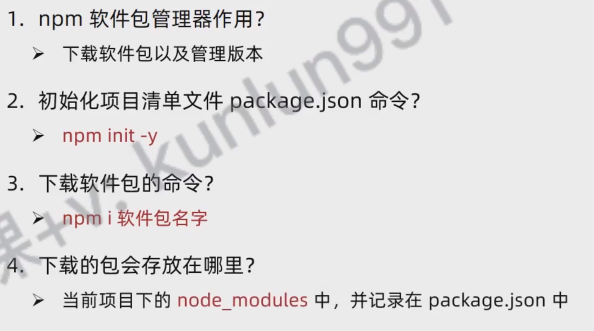 1. npm 软件包管理器作用？
➢ 下载软件包以及管理版本
2. 初始化项目清单文件 package.json 命令？
➢ npm init -y
3. 下载软件包的命令？
➢ npm i 软件包名字
4. 下载的包会存放在哪里？
➢ 当前项目下的 node_modules 中，并记录在 package.json 中
课+v: kunlun991